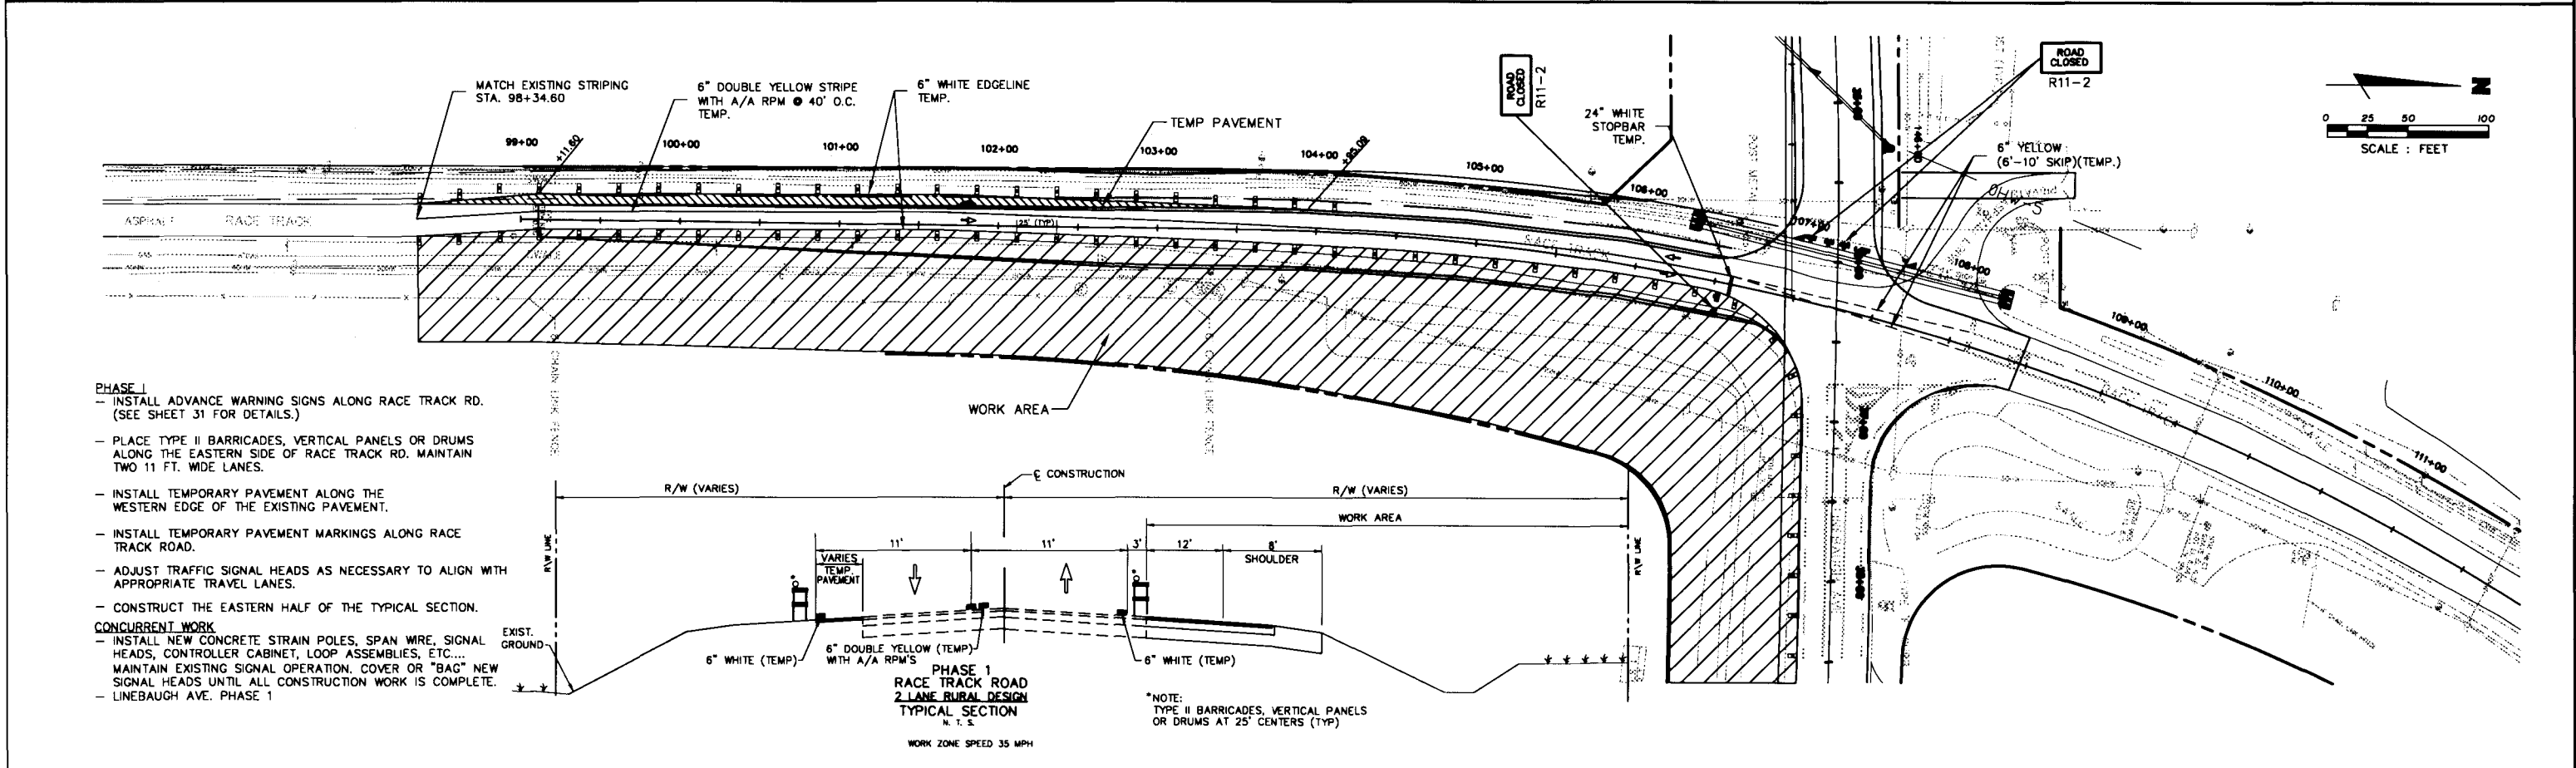 MATCH EXISTING STRIPING
STA. 98+34.60
6" DOUBLE YELLOW STRIPE
WITH A/A RPM @ 40' O.C.
TEMP.
6" WHITE EDGELINE
TEMP.
TEMP PAVEMENT
ROAD
CLOSED
R11-2
24" WHITE
STOPBAR
TEMP.
ROAD
CLOSED
R11-2
6" YELLOW
(6'-10' SKIP)(TEMP.)
N
0 25 50 100
SCALE : FEET
99+00
+11.60
100+00
101+00
102+00
103+00
104+00
105+00
106+00
107+00
108+00
109+00
110+00
111+00
ASPHALT RACE TRACK
25' (TYP)
RACE TRACK
CHAIN LINK FENCE
WORK AREA
PHASE I
- INSTALL ADVANCE WARNING SIGNS ALONG RACE TRACK RD.
(SEE SHEET 31 FOR DETAILS.)
- PLACE TYPE II BARRICADES, VERTICAL PANELS OR DRUMS
ALONG THE EASTERN SIDE OF RACE TRACK RD. MAINTAIN
TWO 11 FT. WIDE LANES.
- INSTALL TEMPORARY PAVEMENT ALONG THE
WESTERN EDGE OF THE EXISTING PAVEMENT.
- INSTALL TEMPORARY PAVEMENT MARKINGS ALONG RACE
TRACK ROAD.
- ADJUST TRAFFIC SIGNAL HEADS AS NECESSARY TO ALIGN WITH
APPROPRIATE TRAVEL LANES.
- CONSTRUCT THE EASTERN HALF OF THE TYPICAL SECTION.
CONCURRENT WORK
- INSTALL NEW CONCRETE STRAIN POLES, SPAN WIRE, SIGNAL
HEADS, CONTROLLER CABINET, LOOP ASSEMBLIES, ETC....
MAINTAIN EXISTING SIGNAL OPERATION. COVER OR "BAG" NEW
SIGNAL HEADS UNTIL ALL CONSTRUCTION WORK IS COMPLETE.
- LINEBAUGH AVE. PHASE 1
℄ CONSTRUCTION
R/W (VARIES)
R/W (VARIES)
WORK AREA
R\W LINE
R\W LINE
11'
11'
3'
12'
8'
SHOULDER
VARIES
TEMP.
PAVEMENT
EXIST.
GROUND
6" WHITE (TEMP)
6" DOUBLE YELLOW (TEMP)
WITH A/A RPM'S
6" WHITE (TEMP)
PHASE 1
RACE TRACK ROAD
2 LANE RURAL DESIGN
TYPICAL SECTION
N. T. S.
WORK ZONE SPEED 35 MPH
*NOTE:
TYPE II BARRICADES, VERTICAL PANELS
OR DRUMS AT 25' CENTERS (TYP)